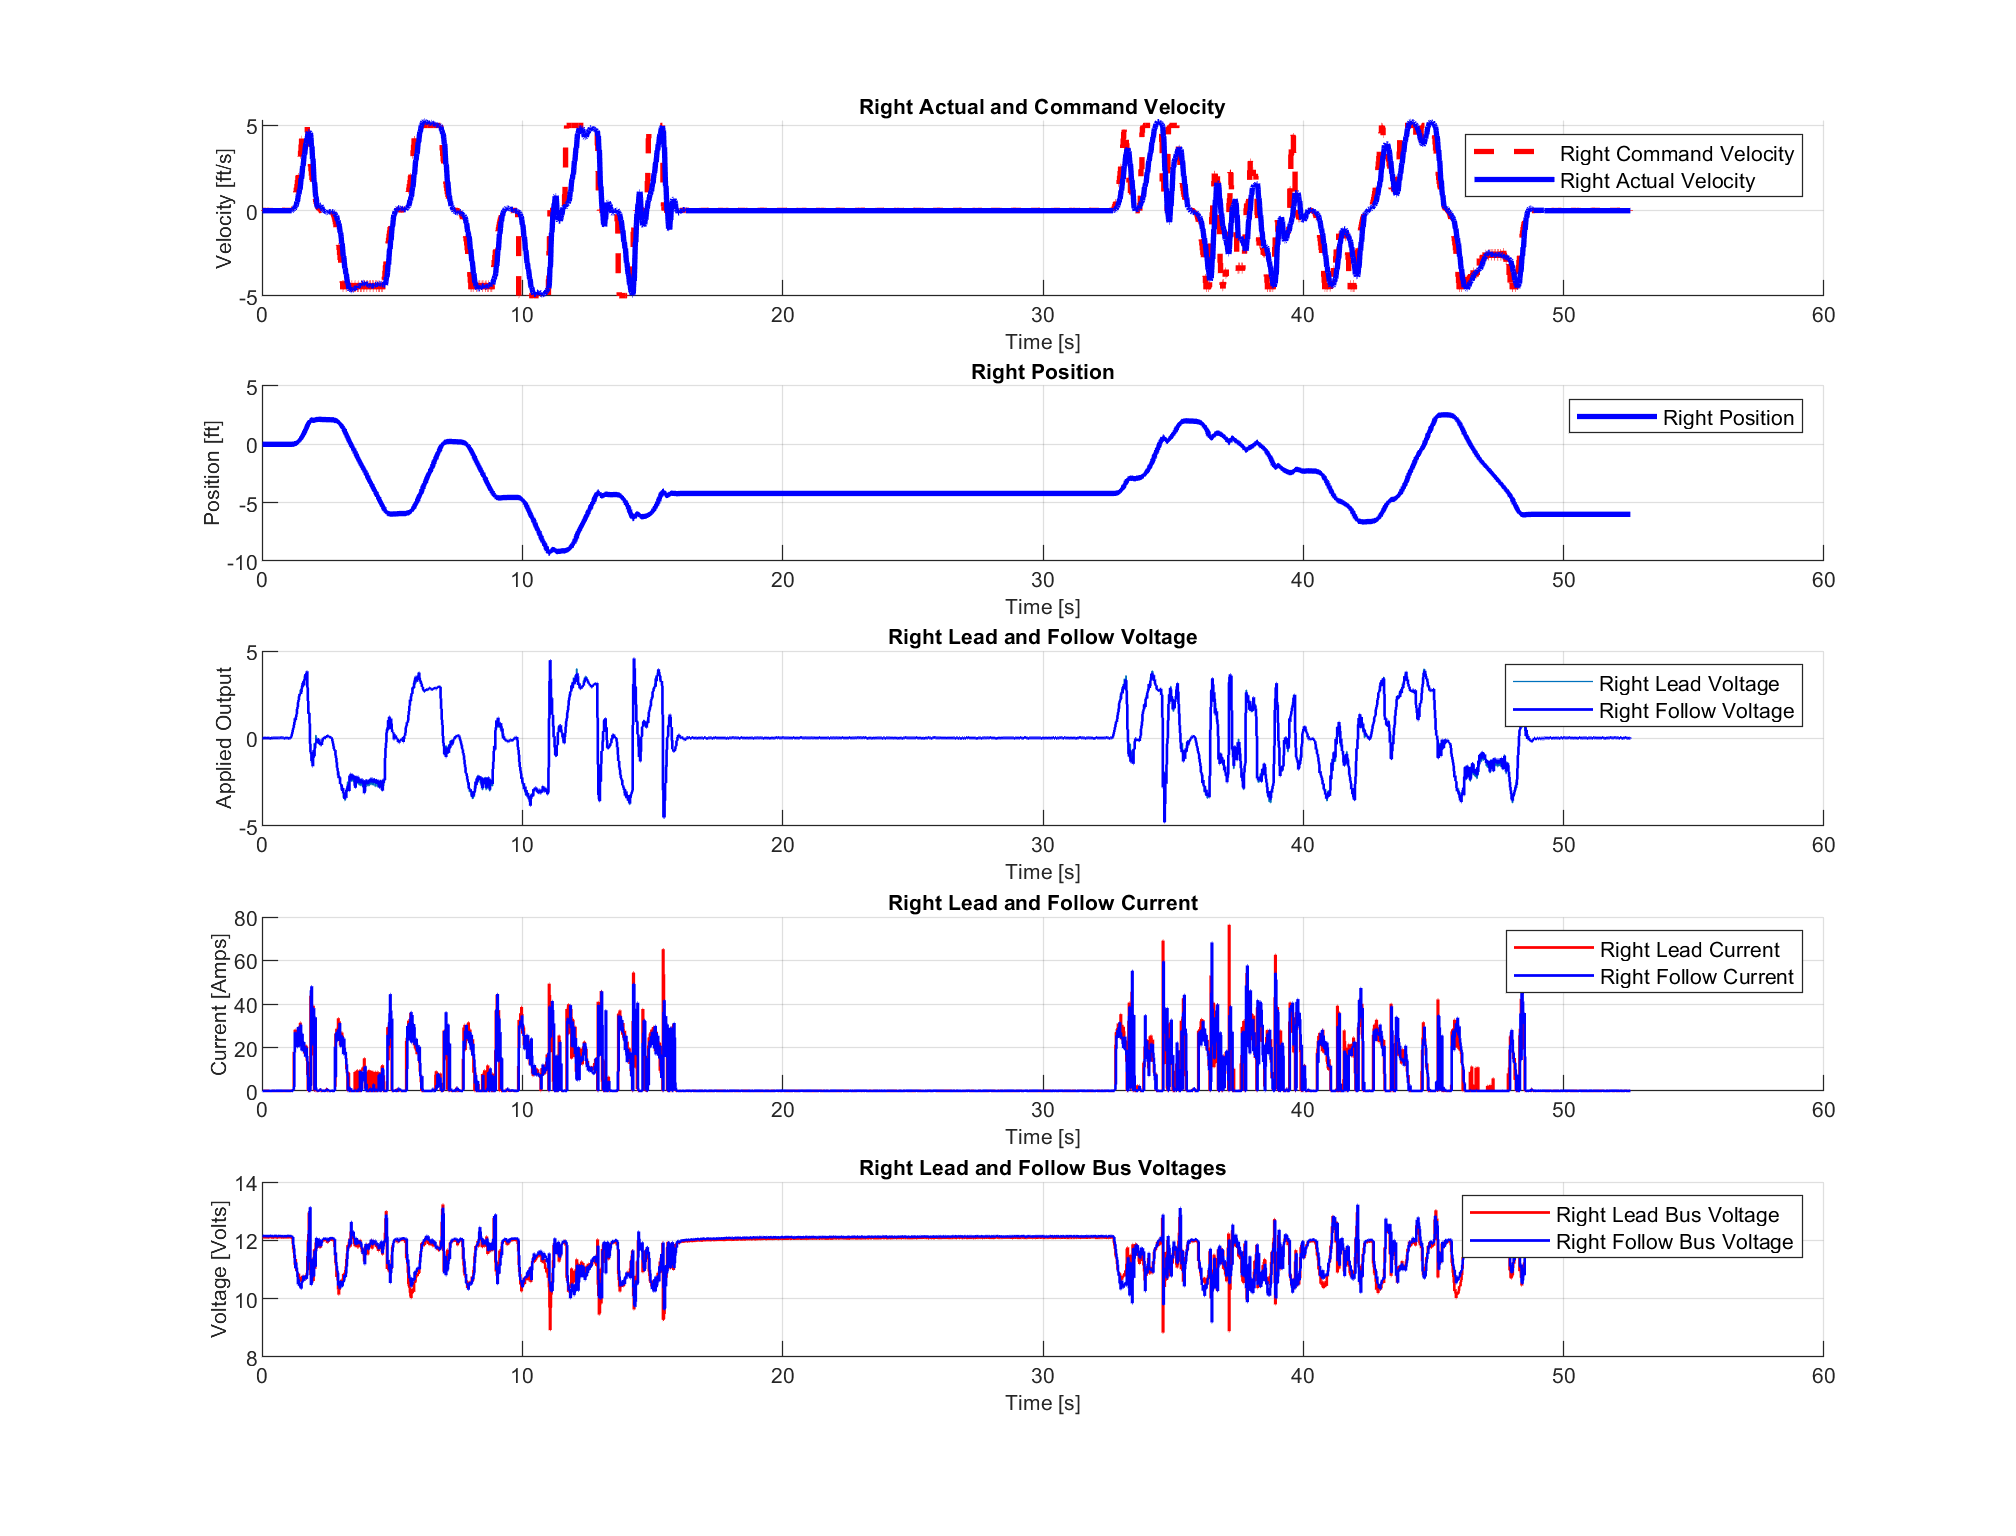 Right Actual and Command Velocity
Velocity [ft/s]
5
0
-5
Right Command Velocity
Right Actual Velocity
0 10 20 30 40 50 60
Time [s]
Right Position
Position [ft]
5
0
-5
-10
Right Position
0 10 20 30 40 50 60
Time [s]
Right Lead and Follow Voltage
Applied Output
5
0
-5
Right Lead Voltage
Right Follow Voltage
0 10 20 30 40 50 60
Time [s]
Right Lead and Follow Current
Current [Amps]
80
60
40
20
0
Right Lead Current
Right Follow Current
0 10 20 30 40 50 60
Time [s]
Right Lead and Follow Bus Voltages
Voltage [Volts]
14
12
10
8
Right Lead Bus Voltage
Right Follow Bus Voltage
0 10 20 30 40 50 60
Time [s]